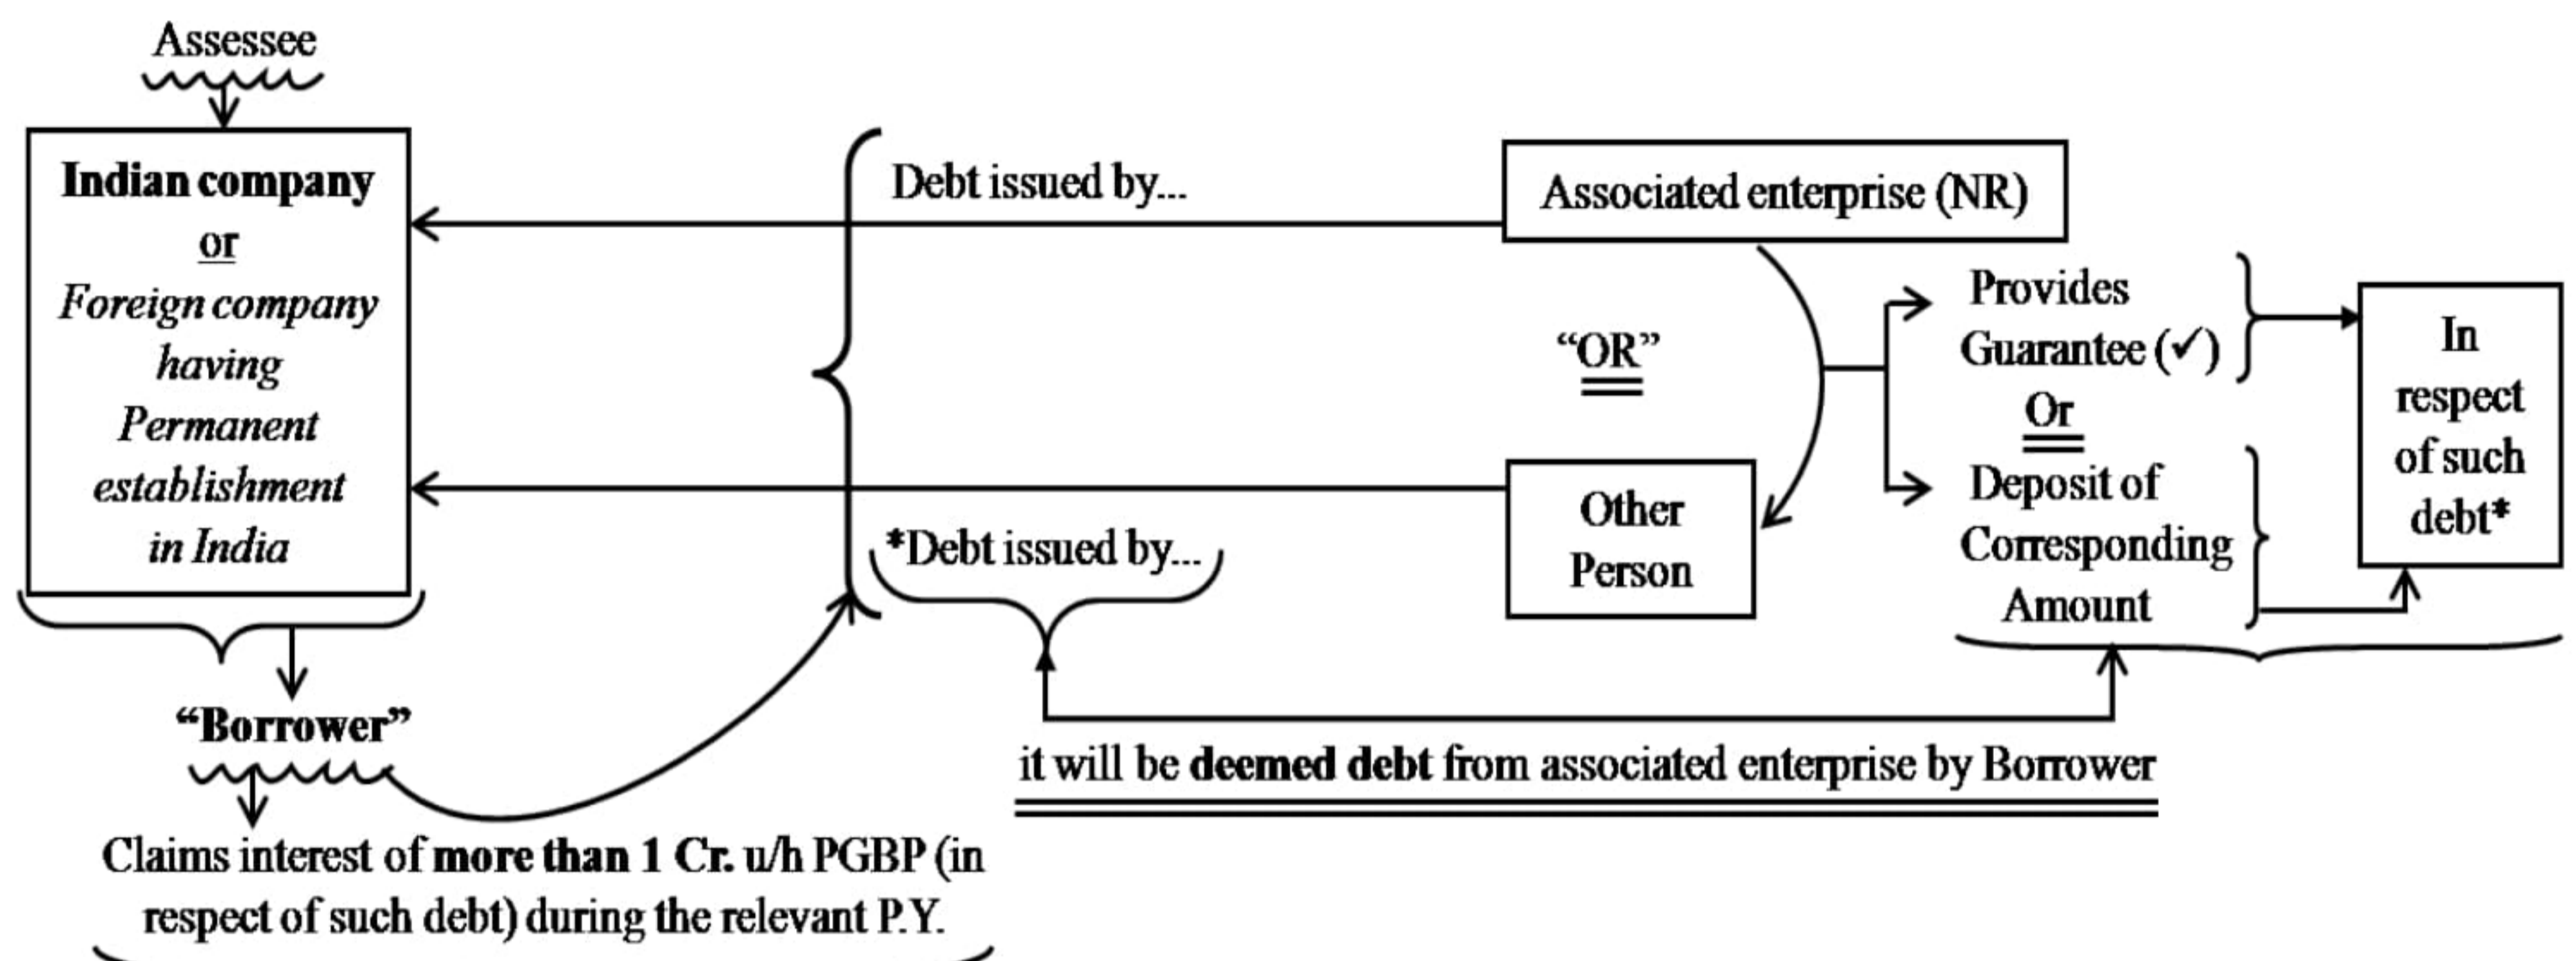 Assessee
Indian company
or
Foreign company
having
Permanent
establishment
in India
"Borrower"
Claims interest of more than 1 Cr. u/h PGBP (in
respect of such debt) during the relevant P.Y.
Debt issued by...
*Debt issued by...
Associated enterprise (NR)
“OR”
Other
Person
Provides
Guarantee (✓)
Or
Deposit of
Corresponding
Amount
In
respect
of such
debt*
it will be deemed debt from associated enterprise by Borrower